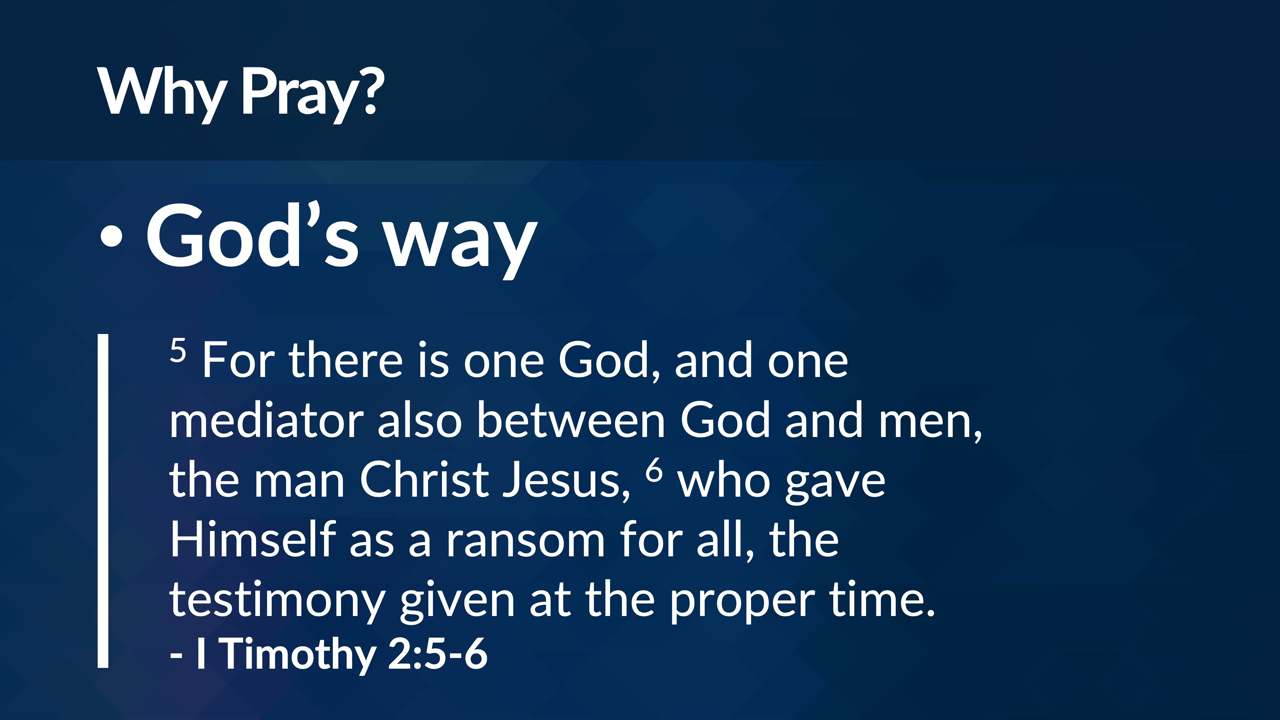 Why Pray?
• God’s way
⁵ For there is one God, and one
mediator also between God and men,
the man Christ Jesus, ⁶ who gave
Himself as a ransom for all, the
testimony given at the proper time.
- I Timothy 2:5-6